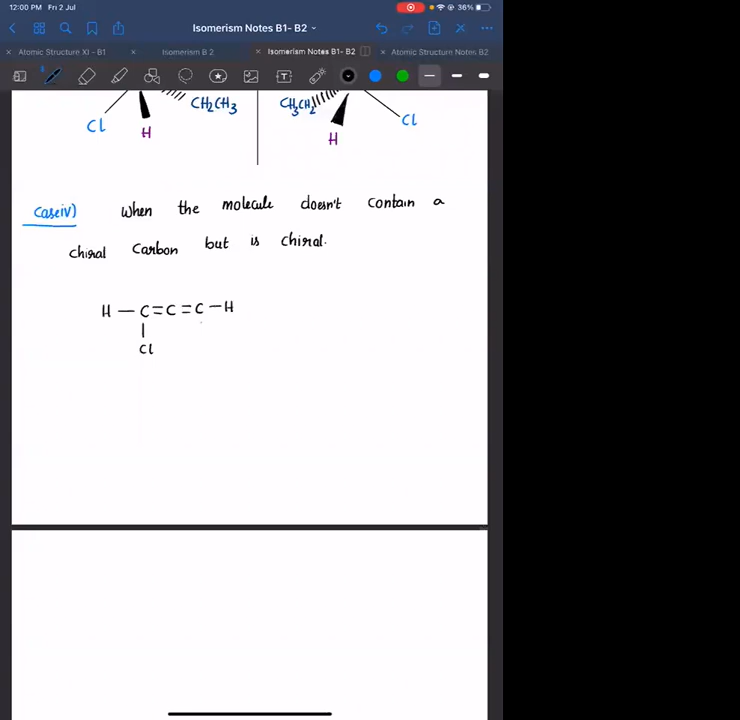 12:00 PM Fri 2 Jul
36%
Isomerism Notes B1- B2
Atomic Structure XI - B1
Isomerism B 2
Isomerism Notes B1- B2
Atomic Structure Notes B2
CH2CH3 CH3CH2
Cl H Cl
H
Case iv) When the molecule doesn't contain a
chiral Carbon but is chiral.
H — C = C = C — H
Cl